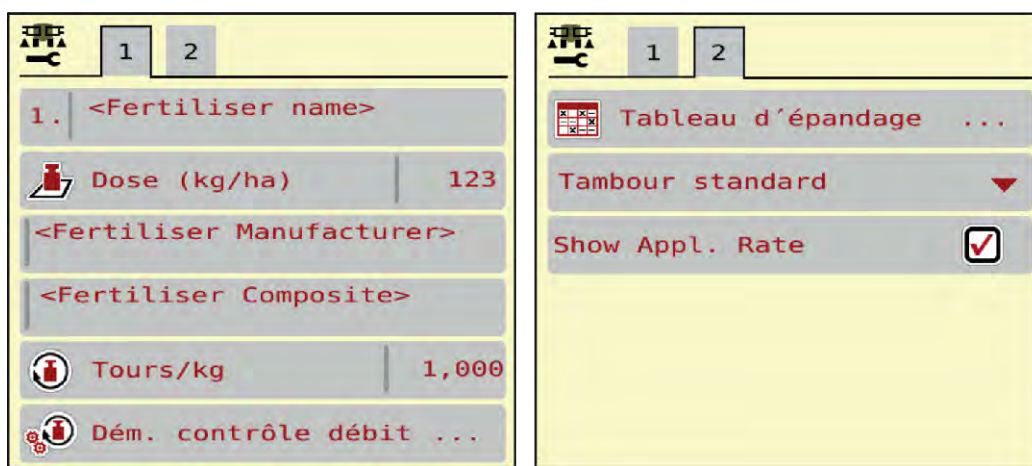 1 2
1. <Fertiliser name>
Dose (kg/ha) 123
<Fertiliser Manufacturer>
<Fertiliser Composite>
Tours/kg 1,000
Dém. contrôle débit ...
1 2
Tableau d´épandage ...
Tambour standard
Show Appl. Rate